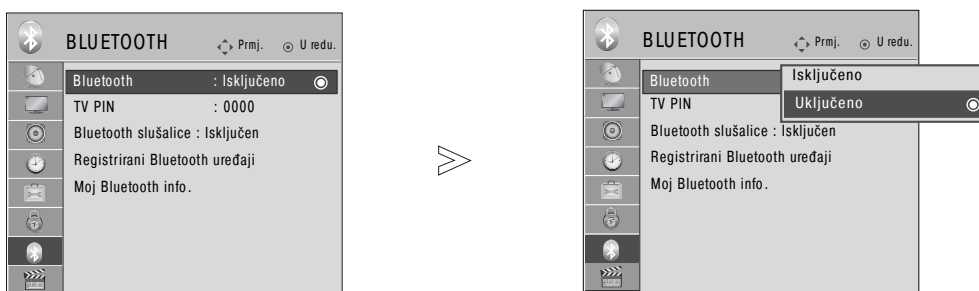 BLUETOOTH Prmj. U redu.
Bluetooth : Isključeno
TV PIN : 0000
Bluetooth slušalice : Isključen
Registrirani Bluetooth uređaji
Moj Bluetooth info.
BLUETOOTH Prmj. U redu.
Bluetooth
Isključeno
Uključeno
TV PIN
Bluetooth slušalice : Isključen
Registrirani Bluetooth uređaji
Moj Bluetooth info.